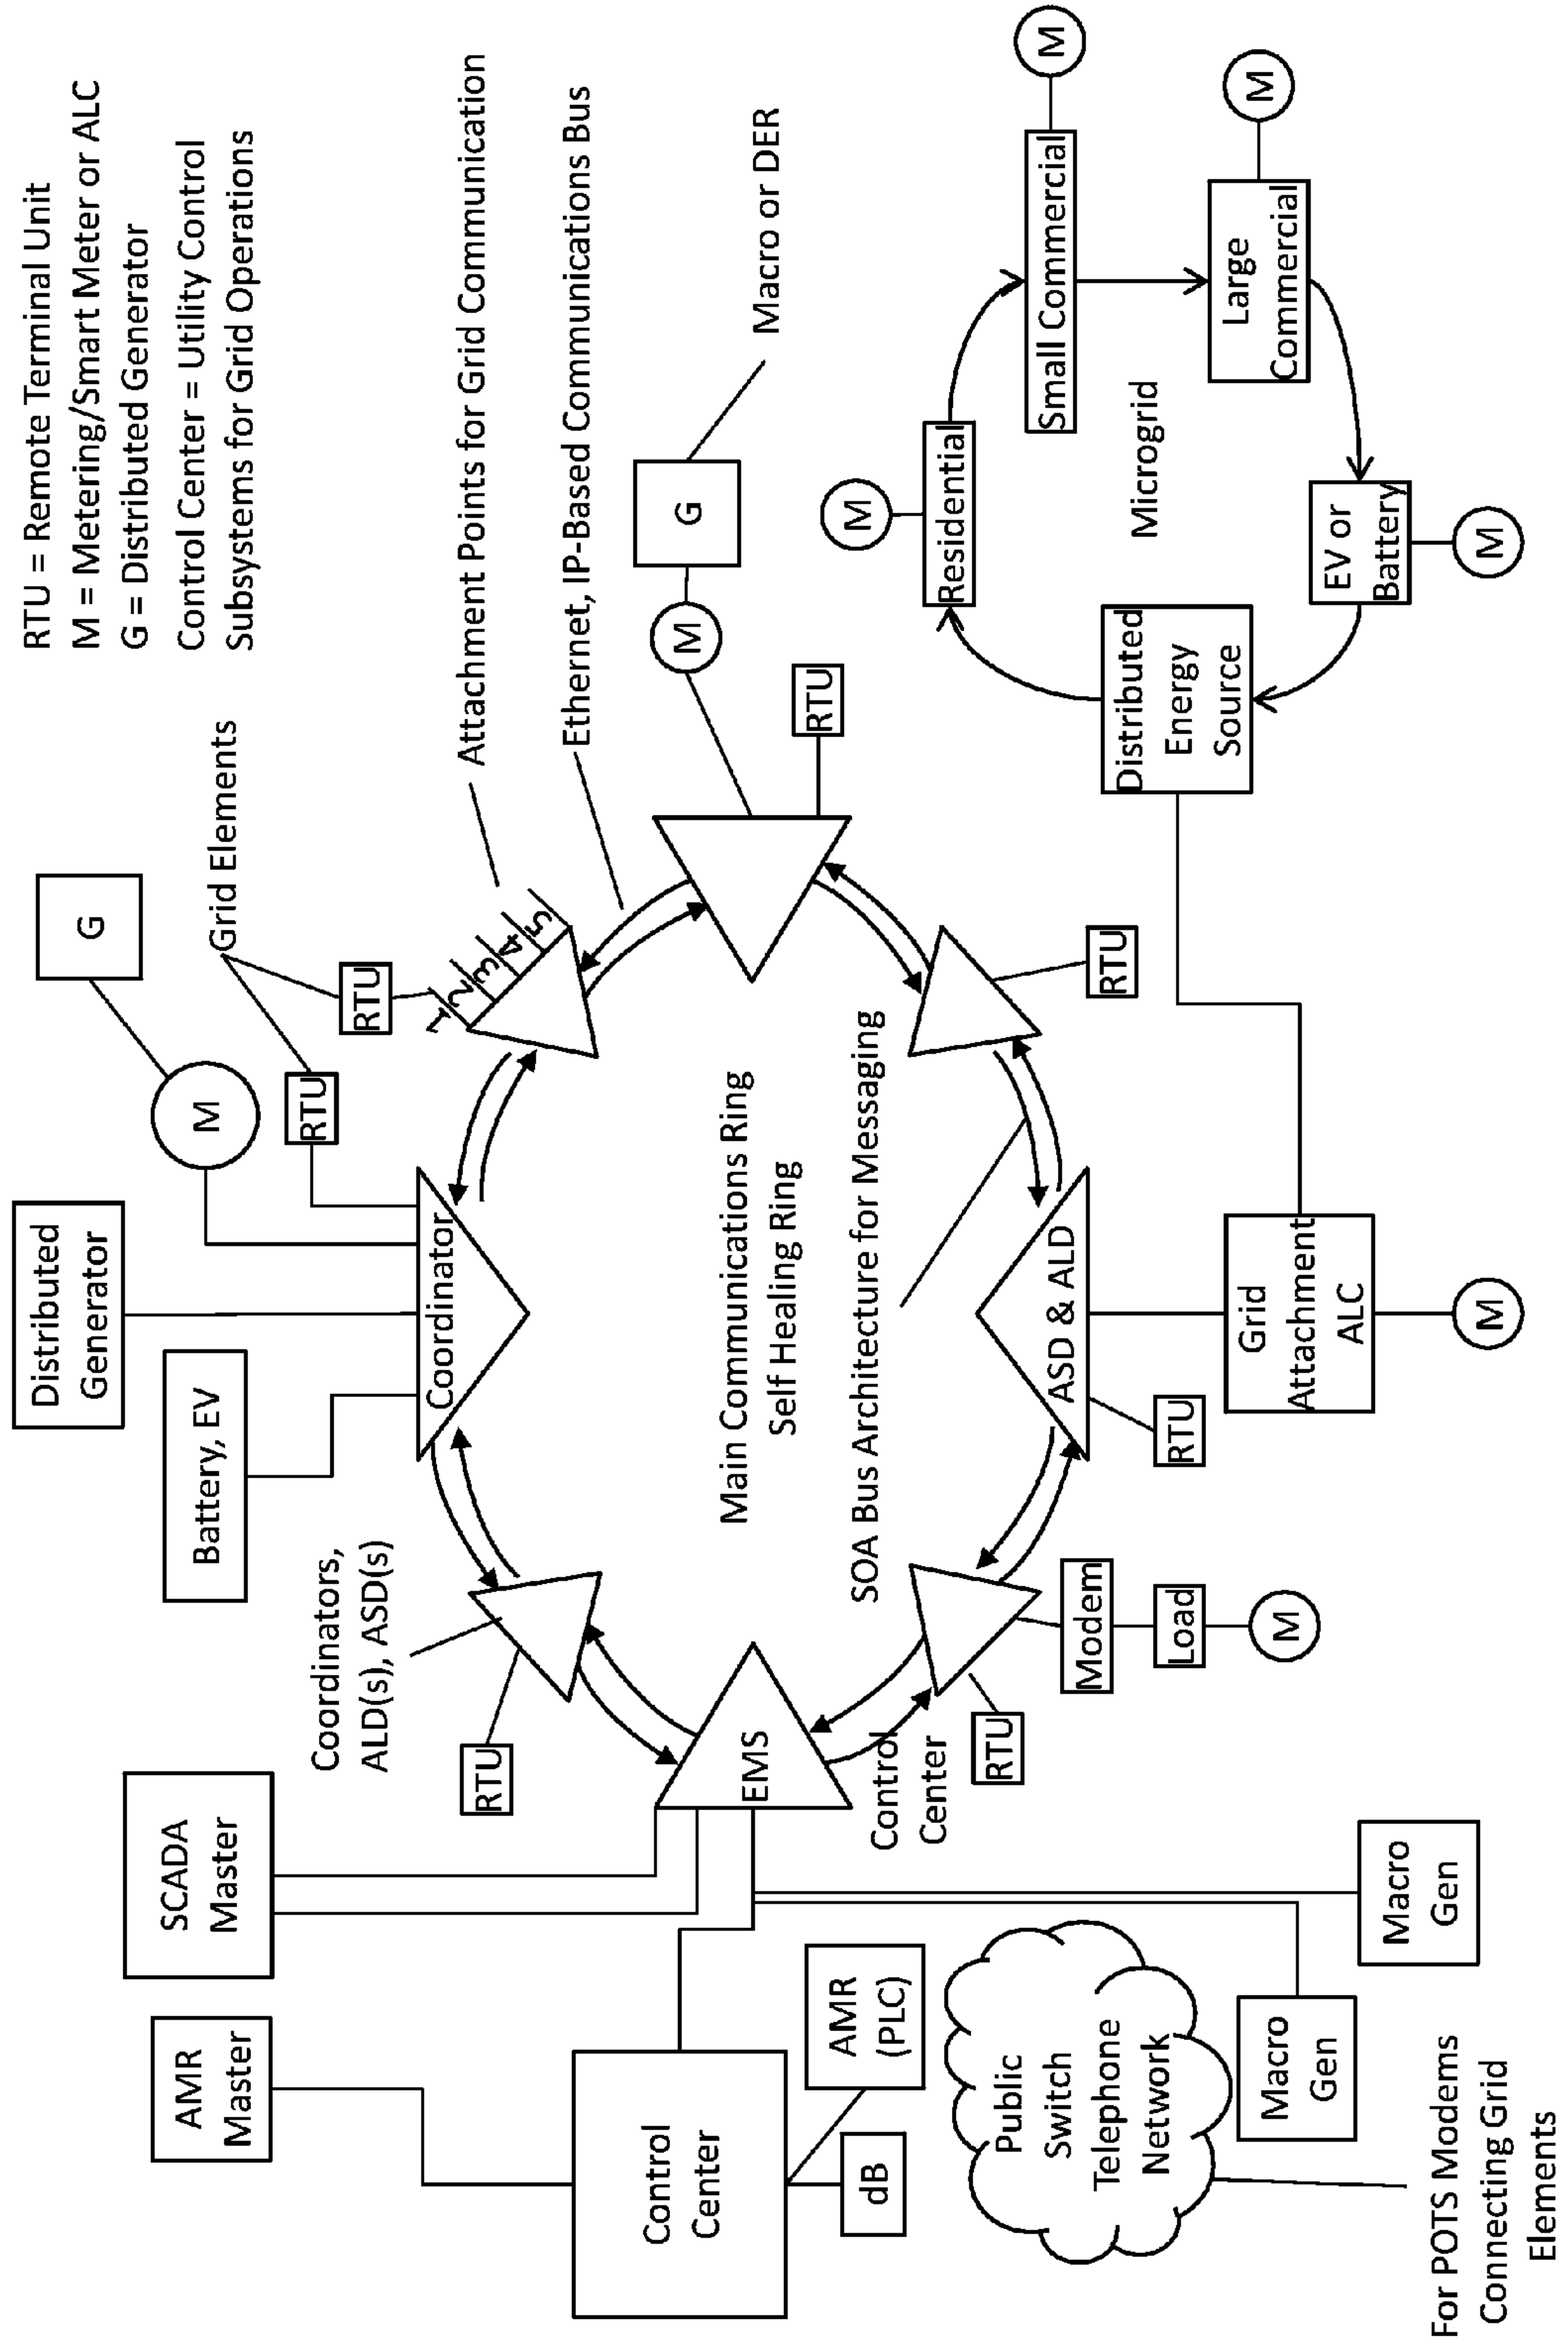 RTU = Remote Terminal Unit
M = Metering/Smart Meter or ALC
G = Distributed Generator
Control Center = Utility Control
Subsystems for Grid Operations
AMR
Master
SCADA
Master
Battery, EV
Distributed
Generator
M
G
Grid Elements
RTU
RTU
Coordinators,
ALD(s), ASD(s)
RTU
Coordinator
1
2
3
4
5
Attachment Points for Grid Communication
Ethernet, IP-Based Communications Bus
Control
Center
EMS
M
G
Macro or DER
RTU
Main Communications Ring
Self Healing Ring
SOA Bus Architecture for Messaging
AMR
(PLC)
dB
Control
Center
RTU
Modem
Load
M
ASD & ALD
RTU
RTU
Grid
Attachment
ALC
M
Public
Switch
Telephone
Network
Macro
Gen
Macro
Gen
For POTS Modems
Connecting Grid
Elements
M
Residential
Small Commercial
M
Microgrid
Distributed
Energy
Source
Large
Commercial
M
EV or
Battery
M